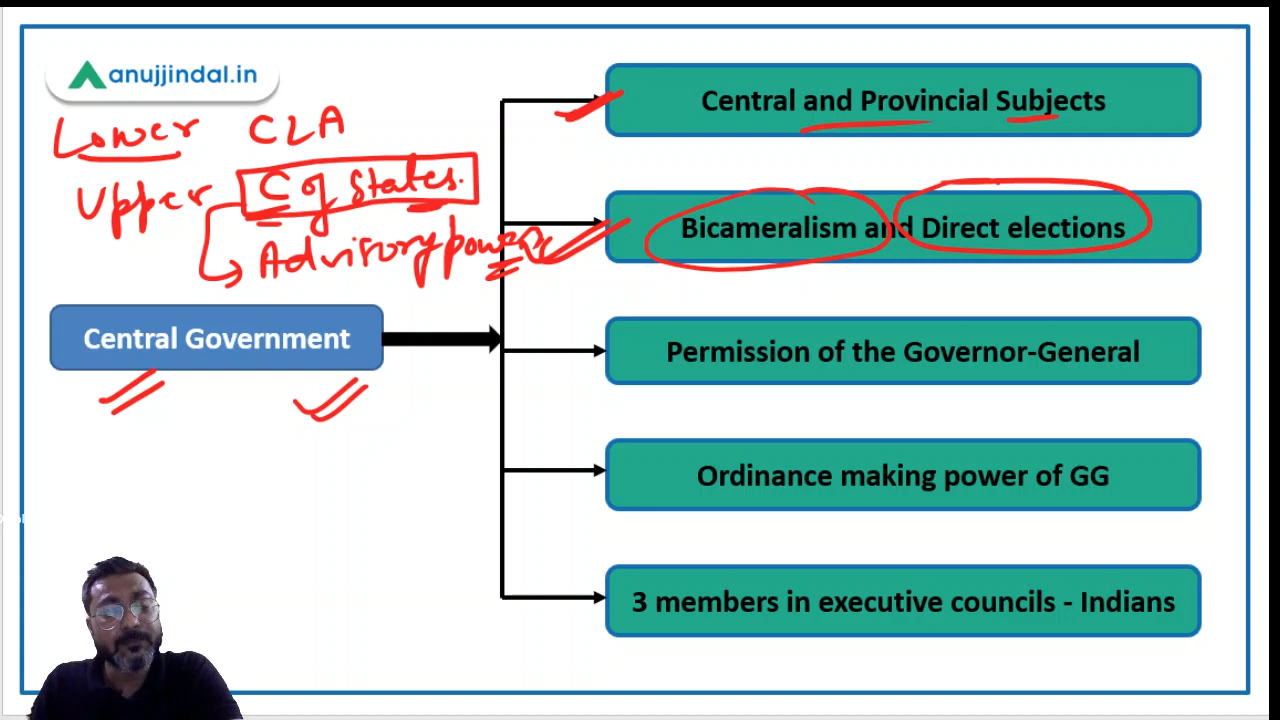 anujjindal.in
Lower CLA
Upper C of States.
Advisory power
Central Government
Central and Provincial Subjects
Bicameralism and Direct elections
Permission of the Governor-General
Ordinance making power of GG
3 members in executive councils - Indians